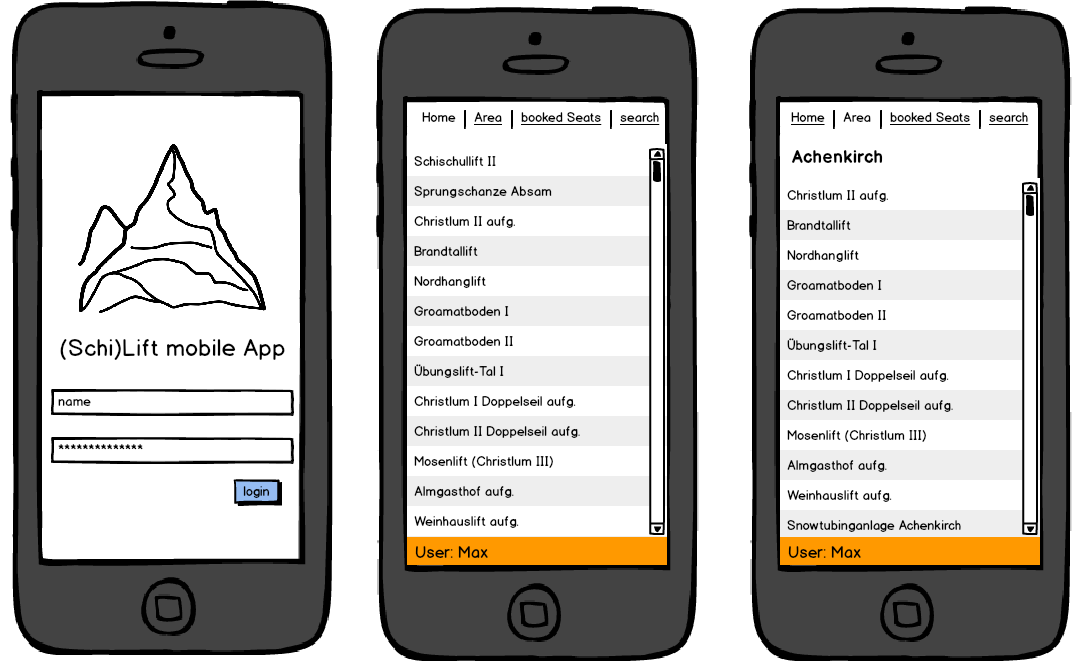 (Schi)Lift mobile App
name
**************
login
Home | Area | booked Seats | search
Schischullift II
Sprungschanze Absam
Christlum II aufg.
Brandtallift
Nordhanglift
Groamatboden I
Groamatboden II
Übungslift-Tal I
Christlum I Doppelseil aufg.
Christlum II Doppelseil aufg.
Mosenlift (Christlum III)
Almgasthof aufg.
Weinhauslift aufg.
User: Max
Home | Area | booked Seats | search
Achenkirch
Christlum II aufg.
Brandtallift
Nordhanglift
Groamatboden I
Groamatboden II
Übungslift-Tal I
Christlum I Doppelseil aufg.
Christlum II Doppelseil aufg.
Mosenlift (Christlum III)
Almgasthof aufg.
Weinhauslift aufg.
Snowtubinganlage Achenkirch
User: Max